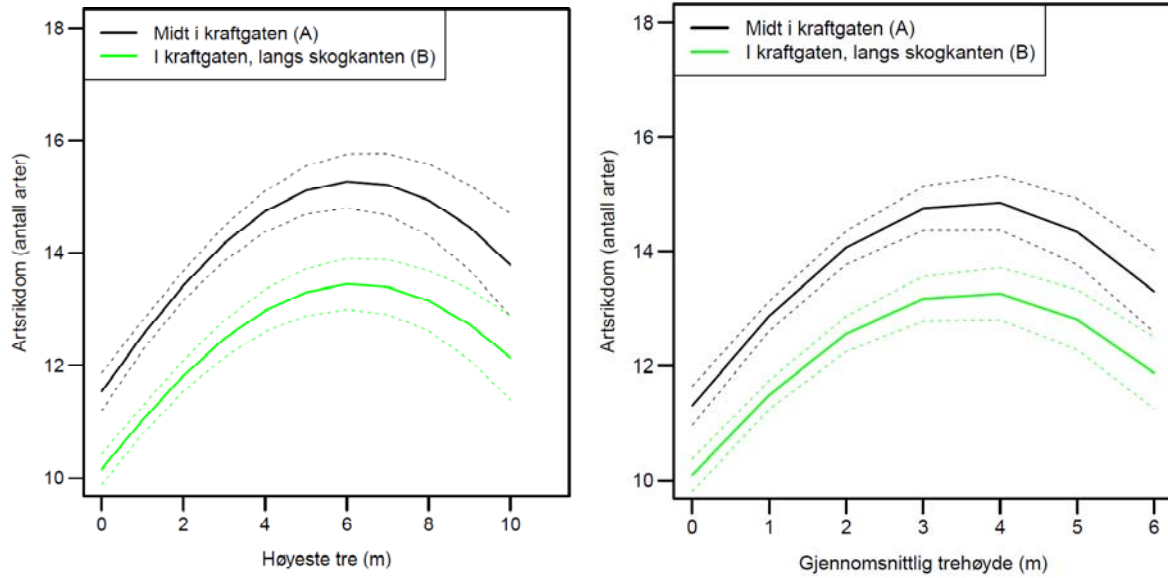 Midt i kraftgaten (A)
I kraftgaten, langs skogkanten (B)
18
16
14
12
10
Artsrikdom (antall arter)
0 2 4 6 8 10
Høyeste tre (m)
Midt i kraftgaten (A)
I kraftgaten, langs skogkanten (B)
18
16
14
12
10
Artsrikdom (antall arter)
0 1 2 3 4 5 6
Gjennomsnittlig trehøyde (m)